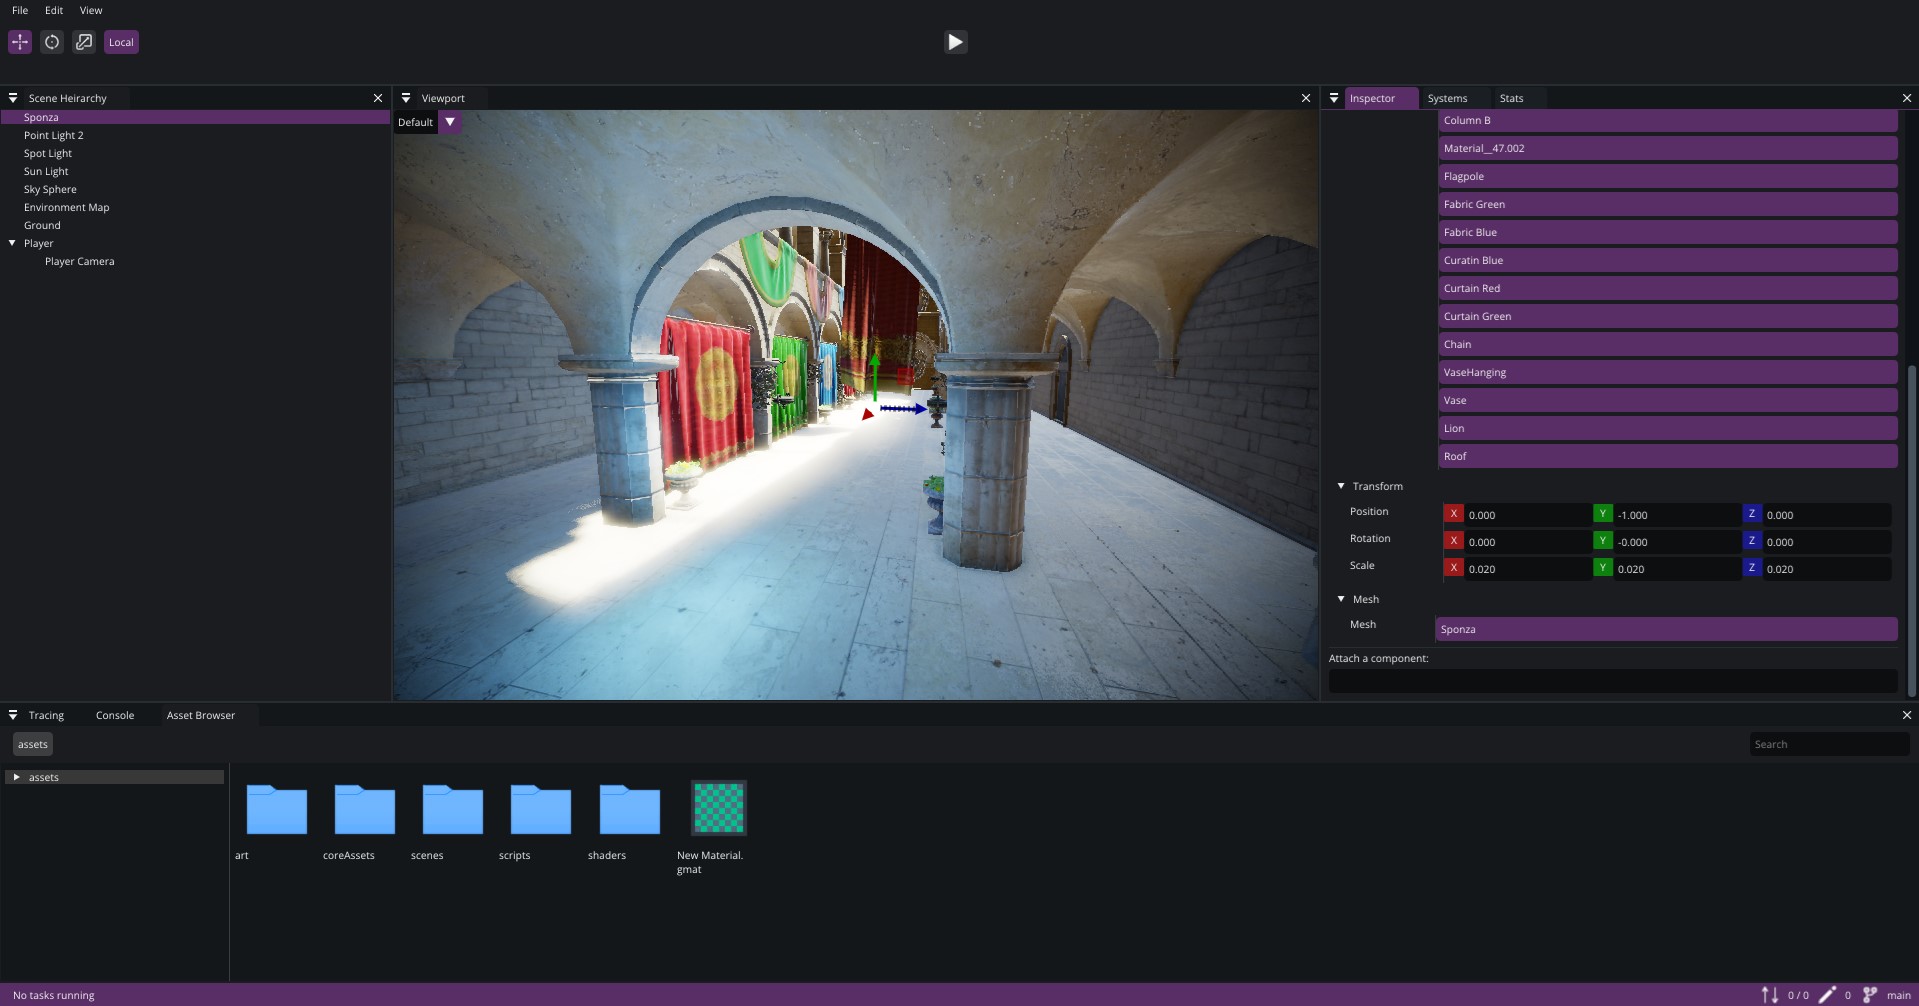 File Edit View
Local
Scene Heirarchy
Sponza
Point Light 2
Spot Light
Sun Light
Sky Sphere
Environment Map
Ground
Player
Player Camera
Viewport
Default
Inspector Systems Stats
Column B
Material__47.002
Flagpole
Fabric Green
Fabric Blue
Curatin Blue
Curtain Red
Curtain Green
Chain
VaseHanging
Vase
Lion
Roof
Transform
Position X 0.000 Y -1.000 Z 0.000
Rotation X 0.000 Y -0.000 Z 0.000
Scale X 0.020 Y 0.020 Z 0.020
Mesh
Mesh Sponza
Attach a component:
Tracing Console Asset Browser
assets
Search
assets
art coreAssets scenes scripts shaders New Material.
gmat
No tasks running
0 / 0 0 main